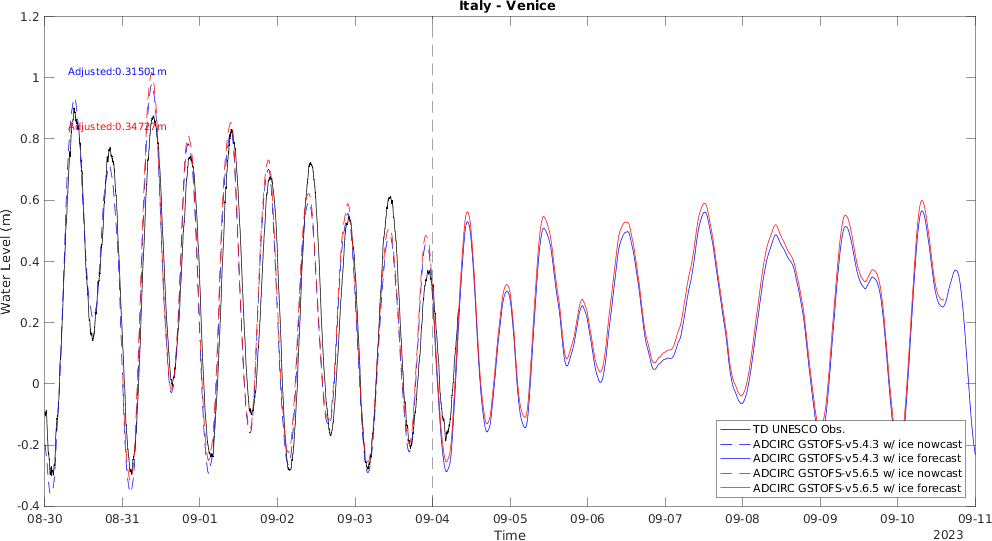 Italy - Venice
1.2
1
0.8
0.6
0.4
0.2
0
-0.2
-0.4
Water Level (m)
Adjusted:0.31501m
Adjusted:0.3472 m
TD UNESCO Obs.
ADCIRC GSTOFS-v5.4.3 w/ ice nowcast
ADCIRC GSTOFS-v5.4.3 w/ ice forecast
ADCIRC GSTOFS-v5.6.5 w/ ice nowcast
ADCIRC GSTOFS-v5.6.5 w/ ice forecast
08-30 08-31 09-01 09-02 09-03 09-04 09-05 09-06 09-07 09-08 09-09 09-10 09-11
Time
2023